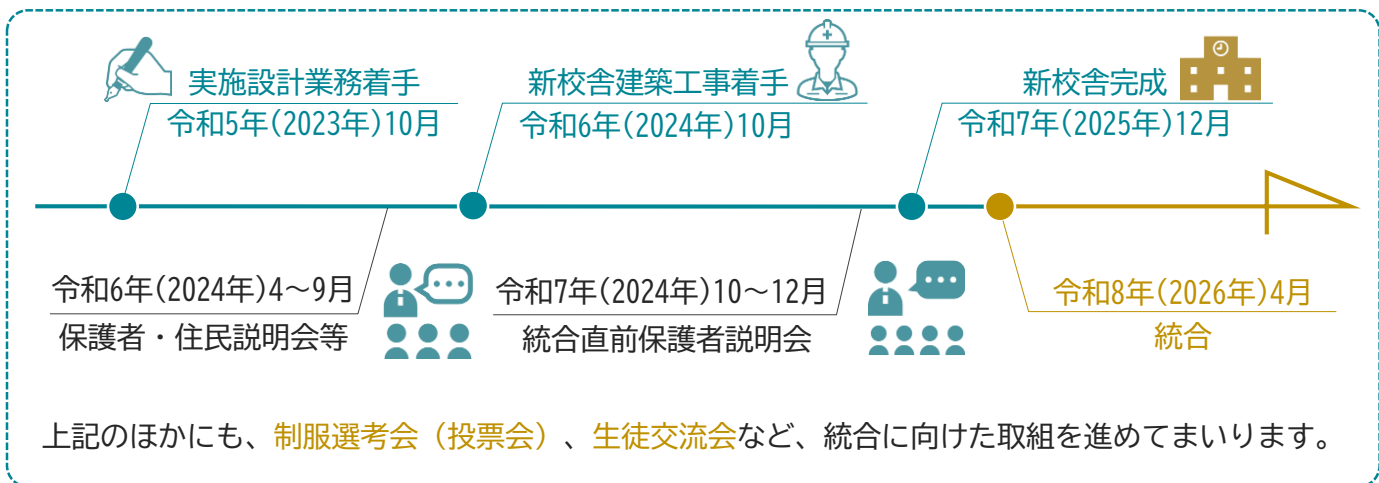 実施設計業務着手
令和5年(2023年)10月
新校舎建築工事着手
令和6年(2024年)10月
新校舎完成
令和7年(2025年)12月
令和6年(2024年)4～9月
保護者・住民説明会等
令和7年(2024年)10～12月
統合直前保護者説明会
令和8年(2026年)4月
統合
上記のほかにも、制服選考会（投票会）、生徒交流会など、統合に向けた取組を進めてまいります。